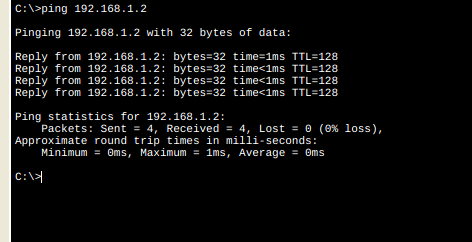 C:\>ping 192.168.1.2
Pinging 192.168.1.2 with 32 bytes of data:
Reply from 192.168.1.2: bytes=32 time=1ms TTL=128
Reply from 192.168.1.2: bytes=32 time<1ms TTL=128
Reply from 192.168.1.2: bytes=32 time<1ms TTL=128
Reply from 192.168.1.2: bytes=32 time<1ms TTL=128
Ping statistics for 192.168.1.2:
    Packets: Sent = 4, Received = 4, Lost = 0 (0% loss),
Approximate round trip times in milli-seconds:
    Minimum = 0ms, Maximum = 1ms, Average = 0ms
C:\>